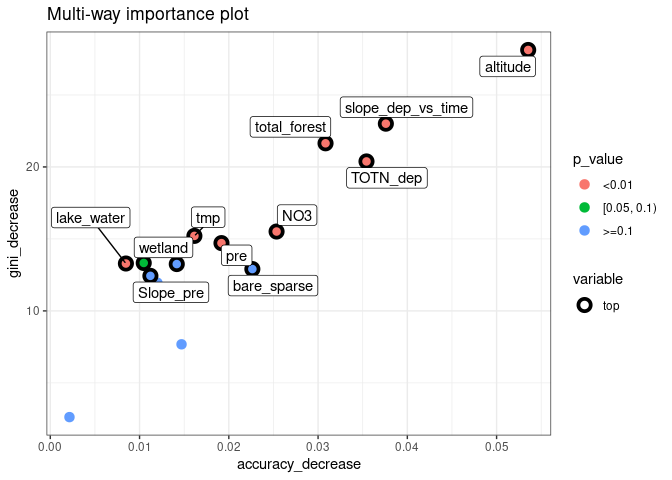 Multi-way importance plot
altitude
slope_dep_vs_time
total_forest
TOTN_dep
NO3
tmp
lake_water
wetland
pre
bare_sparse
Slope_pre
gini_decrease
20
10
0.00 0.01 0.02 0.03 0.04 0.05
accuracy_decrease
p_value
<0.01
[0.05, 0.1)
>=0.1
variable
top